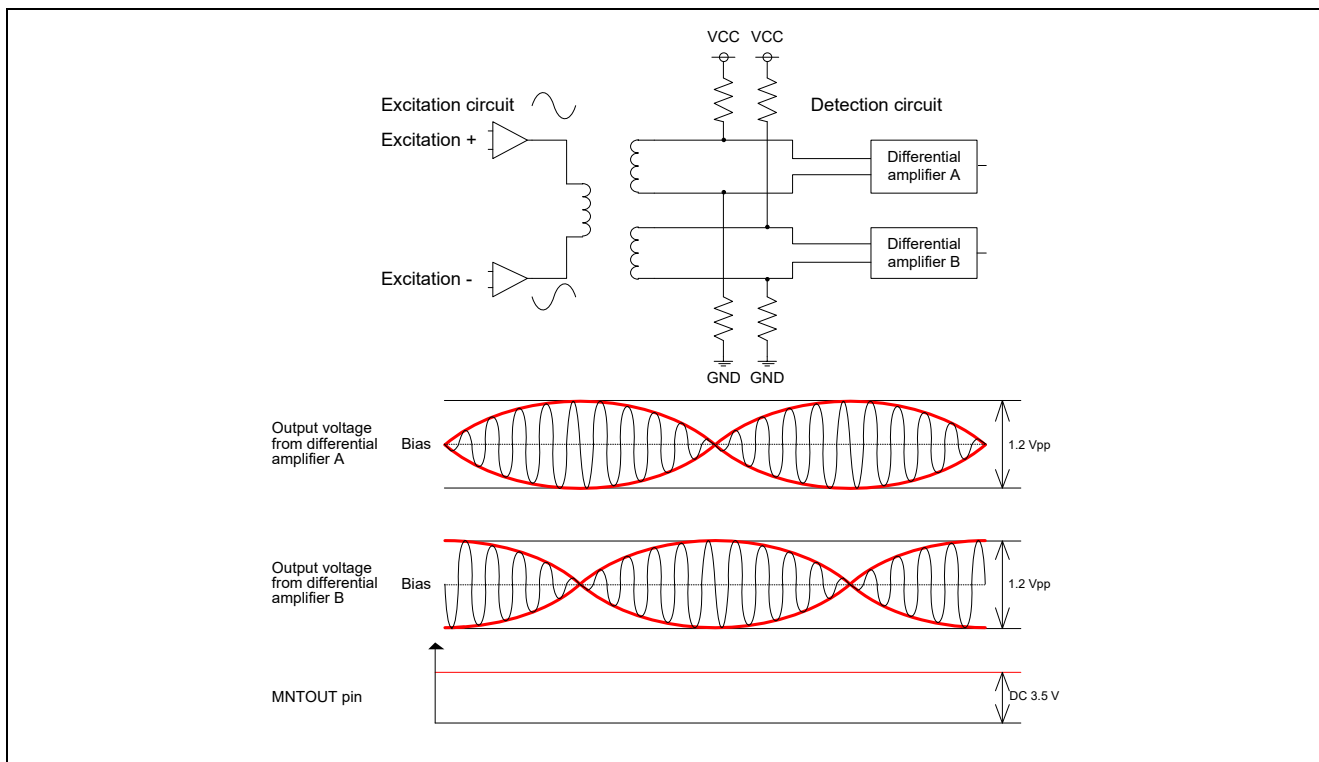 VCC VCC
Excitation circuit
Detection circuit
Excitation +
Differential
amplifier A
Differential
amplifier B
Excitation -
GND GND
Output voltage
from differential
amplifier A
Bias
1.2 Vpp
Output voltage
from differential
amplifier B
Bias
1.2 Vpp
MNTOUT pin
DC 3.5 V